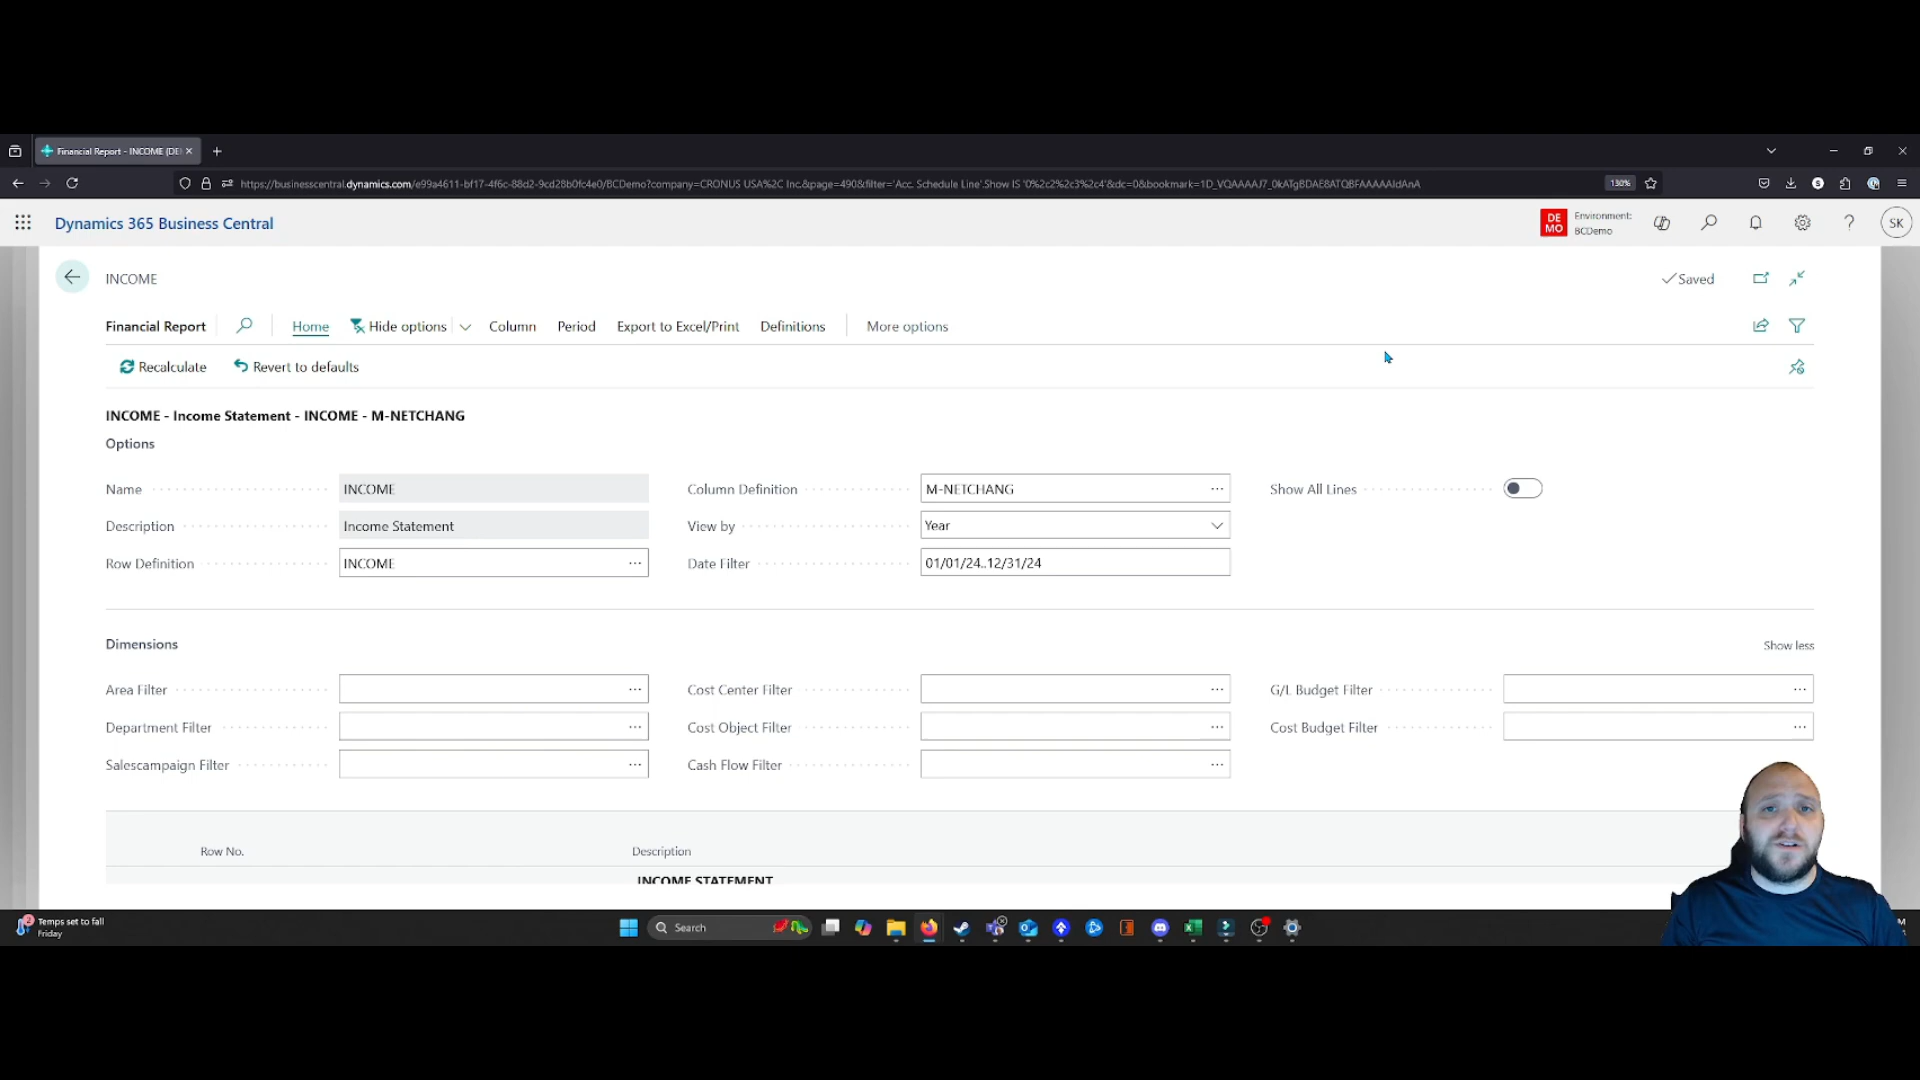 Financial Report - INCOME (DE
https://businesscentral.dynamics.com/e99a4611-bf17-4f6c-88d2-9cd28b0fc4e0/BCDemo?company=CRONUS USA%2C Inc.&page=490&filter='Acc. Schedule Line'.Show IS '0%2c2%2c3%2c4'&dc=0&bookmark=1D_VQAAAAJ7_0kATgBDAE8ATQBFAAAAAIdAnA
130%
Dynamics 365 Business Central
DE MO
Environment:
BCDemo
SK
INCOME
Saved
Financial Report
Home
Hide options
Column
Period
Export to Excel/Print
Definitions
More options
Recalculate
Revert to defaults
INCOME - Income Statement - INCOME - M-NETCHANG
Options
Name
INCOME
Column Definition
M-NETCHANG
Show All Lines
Description
Income Statement
View by
Year
Row Definition
INCOME
Date Filter
01/01/24..12/31/24
Dimensions
Show less
Area Filter
Cost Center Filter
G/L Budget Filter
Department Filter
Cost Object Filter
Cost Budget Filter
Salescampaign Filter
Cash Flow Filter
Row No.
Description
INCOME STATEMENT
2
Temps set to fall
Friday
Search